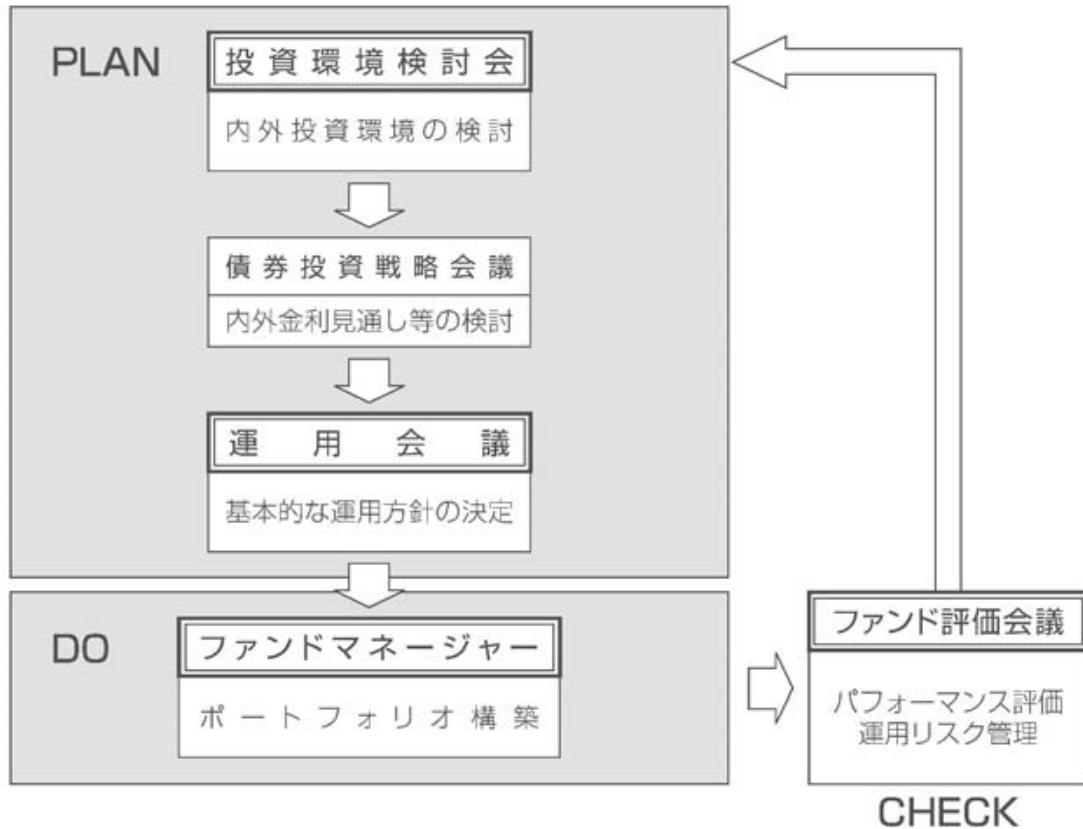 PLAN
投資環境検討会
内外投資環境の検討
債券投資戦略会議
内外金利見通し等の検討
運用会議
基本的な運用方針の決定
DO
ファンドマネージャー
ポートフォリオ構築
ファンド評価会議
パフォーマンス評価
運用リスク管理
CHECK